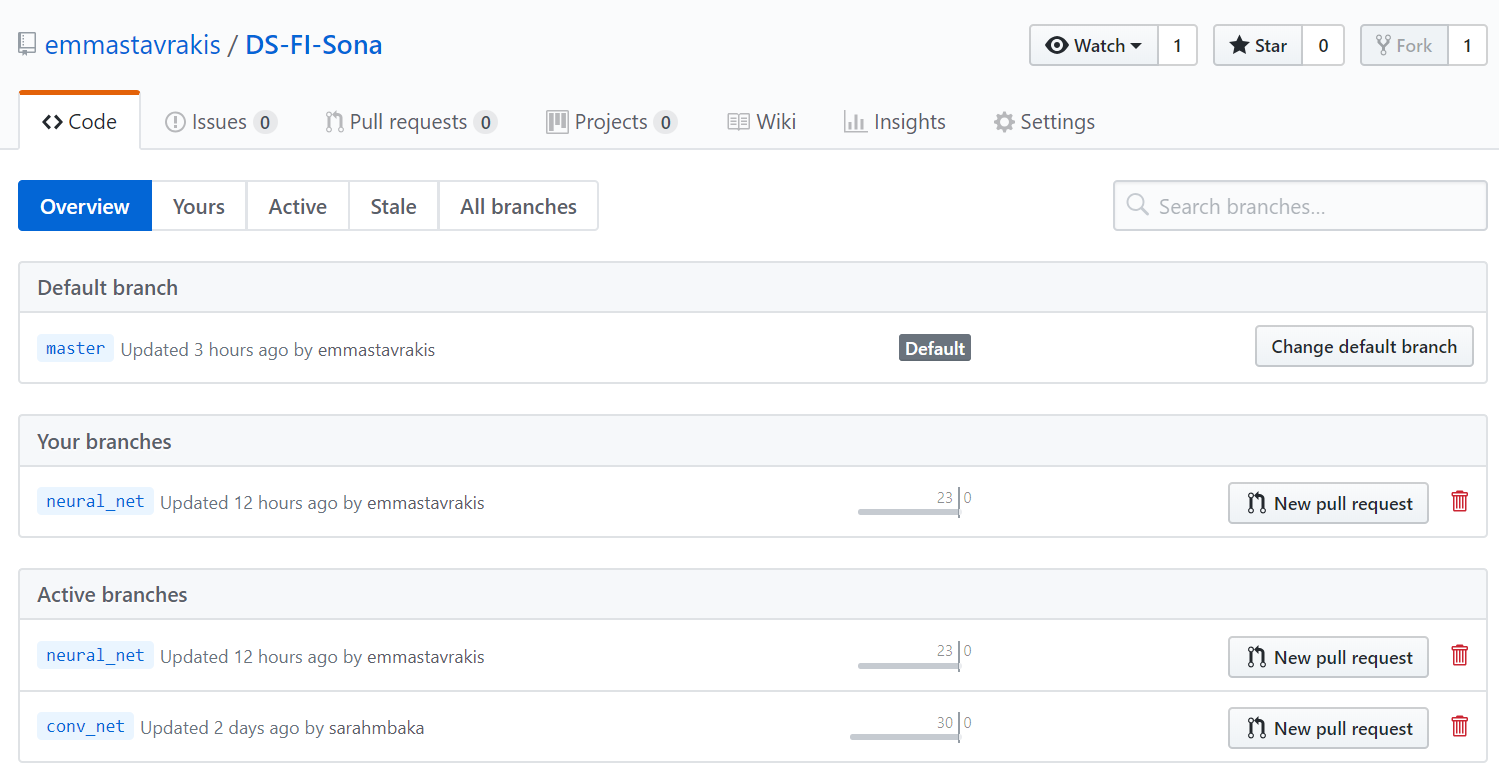 emmastavrakis / DS-FI-Sona
Watch 1 Star 0 Fork 1
Code Issues 0 Pull requests 0 Projects 0 Wiki Insights Settings
Overview Yours Active Stale All branches Search branches...
Default branch
master Updated 3 hours ago by emmastavrakis Default Change default branch
Your branches
neural_net Updated 12 hours ago by emmastavrakis 23 0 New pull request
Active branches
neural_net Updated 12 hours ago by emmastavrakis 23 0 New pull request
conv_net Updated 2 days ago by sarahmbaka 30 0 New pull request